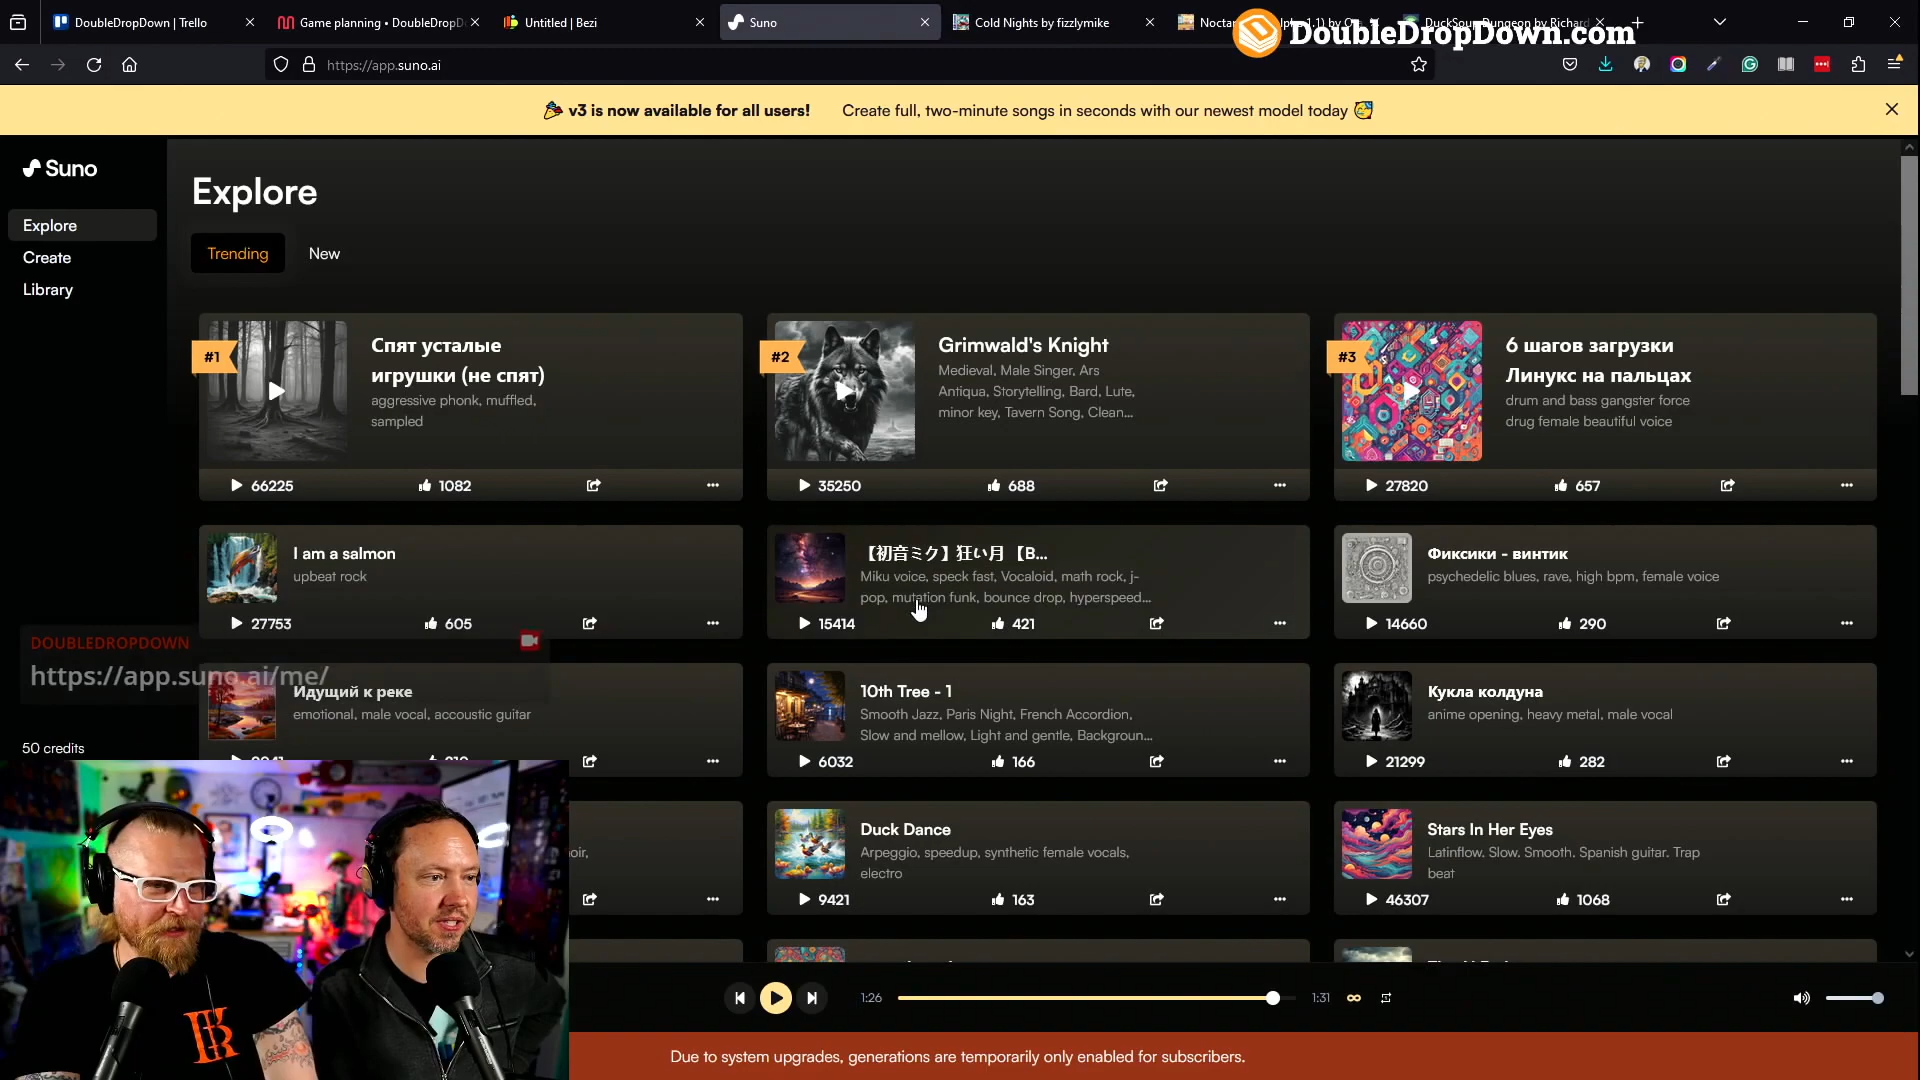 DoubleDropDown | Trello
Game planning • DoubleDropD
Untitled | Bezi
Suno
Cold Nights by fizzlymike
DuckSoup Dungeon by Richard
DoubleDropDown.com
https://app.suno.ai
v3 is now available for all users! Create full, two-minute songs in seconds with our newest model today
Suno
Explore
Create
Library
Explore
Trending
New
#1
Спят усталые
игрушки (не спят)
aggressive phonk, muffled,
sampled
66225
1082
#2
Grimwald's Knight
Medieval, Male Singer, Ars
Antiqua, Storytelling, Bard, Lute,
minor key, Tavern Song, Clean...
35250
688
#3
6 шагов загрузки
Линукс на пальцах
drum and bass gangster force
drug female beautiful voice
27820
657
I am a salmon
upbeat rock
27753
605
【初音ミク】狂い月 【B...
Miku voice, speck fast, Vocaloid, math rock, j-
pop, mutation funk, bounce drop, hyperspeed...
15414
421
Фиксики - винтик
psychedelic blues, rave, high bpm, female voice
14660
290
DOUBLEDROPDOWN
https://app.suno.ai/me/
Идущий к реке
emotional, male vocal, accoustic guitar
10th Tree - 1
Smooth Jazz, Paris Night, French Accordion,
Slow and mellow, Light and gentle, Backgroun...
6032
166
Кукла колдуна
anime opening, heavy metal, male vocal
21299
282
50 credits
Duck Dance
Arpeggio, speedup, synthetic female vocals,
electro
9421
163
Stars In Her Eyes
Latinflow. Slow. Smooth. Spanish guitar. Trap
beat
46307
1068
1:26
1:31
Due to system upgrades, generations are temporarily only enabled for subscribers.